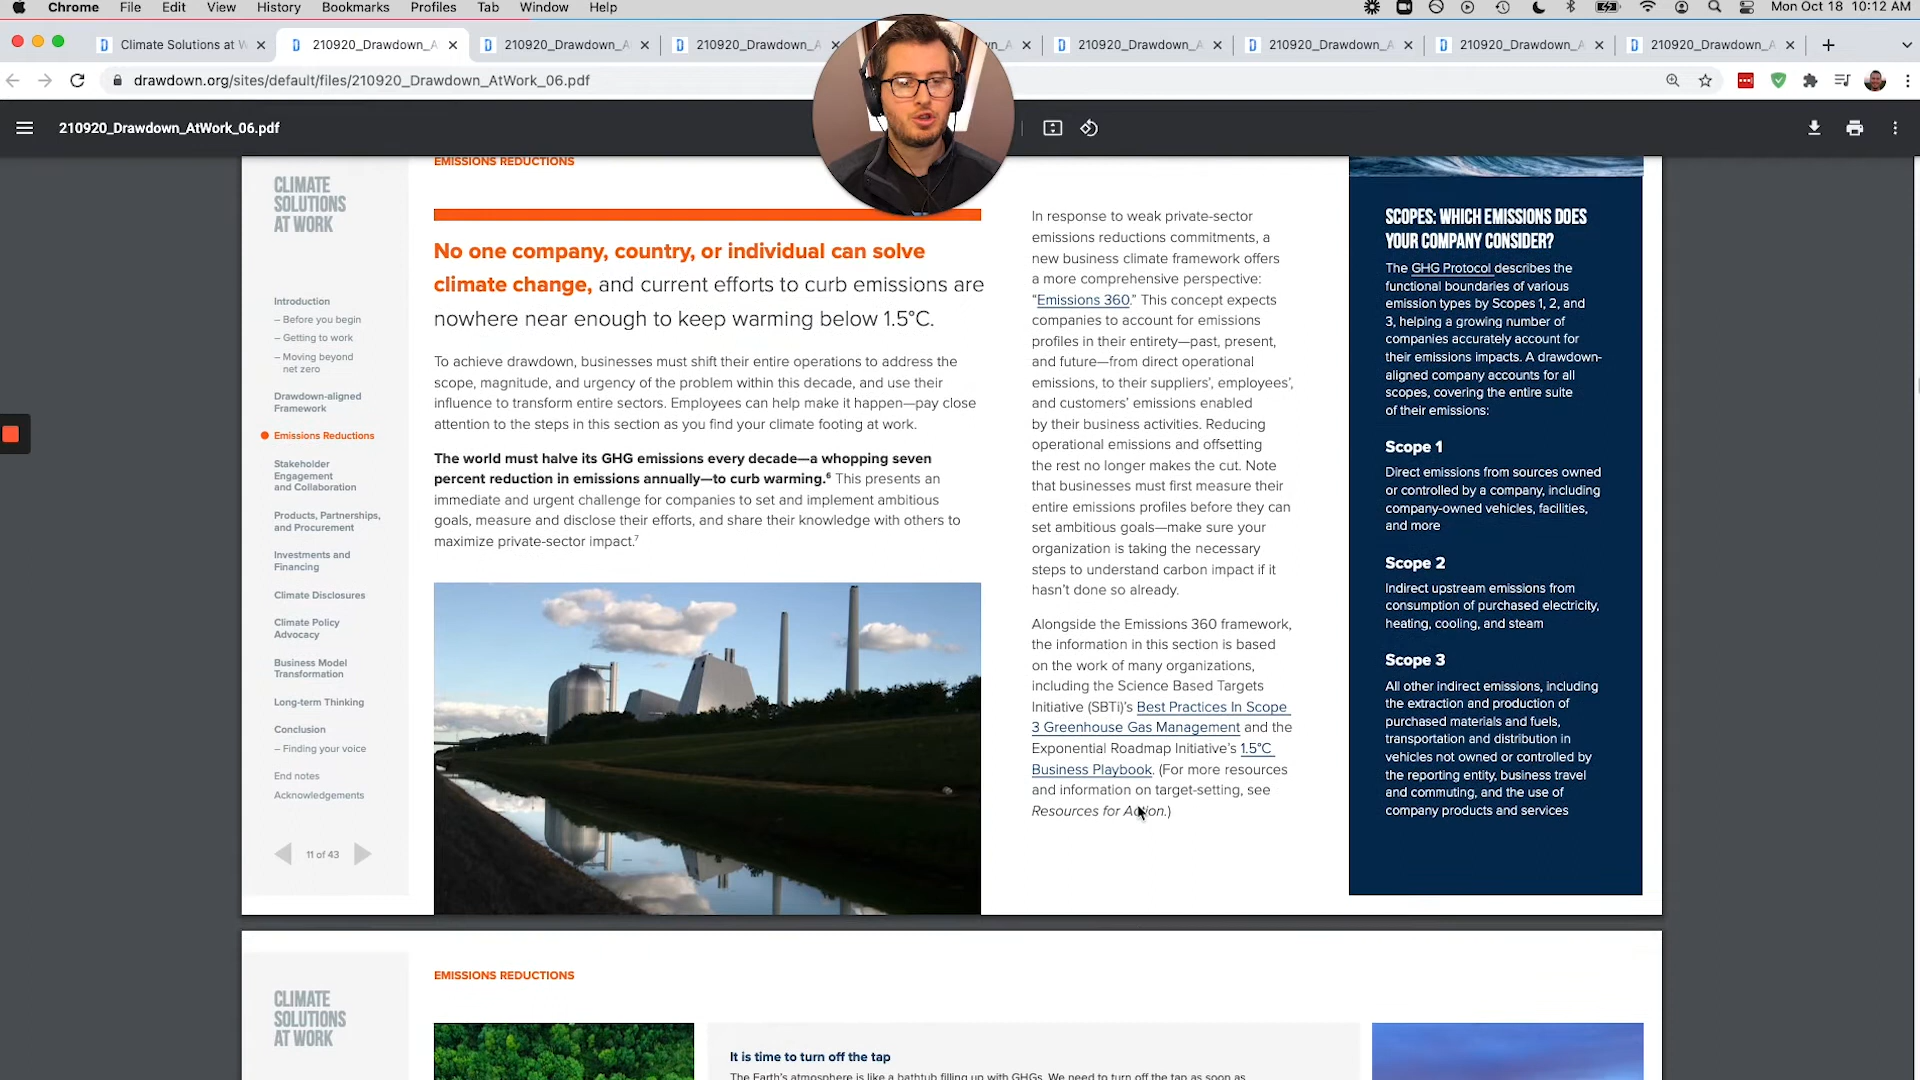 Chrome File Edit View History Bookmarks Profiles Tab Window Help Mon Oct 18 10:12 AM
Climate Solutions at W 210920_Drawdown_A 210920_Drawdown_A 210920_Drawdown_A 210920_Drawdown_A 210920_Drawdown_A 210920_Drawdown_A 210920_Drawdown_A
drawdown.org/sites/default/files/210920_Drawdown_AtWork_06.pdf
210920_Drawdown_AtWork_06.pdf
CLIMATE
SOLUTIONS
AT WORK
Introduction
– Before you begin
– Getting to work
– Moving beyond
net zero
Drawdown-aligned
Framework
Emissions Reductions
Stakeholder
Engagement
and Collaboration
Products, Partnerships,
and Procurement
Investments and
Financing
Climate Disclosures
Climate Policy
Advocacy
Business Model
Transformation
Long-term Thinking
Conclusion
– Finding your voice
End notes
Acknowledgements
11 of 43
EMISSIONS REDUCTIONS
No one company, country, or individual can solve
climate change, and current efforts to curb emissions are
nowhere near enough to keep warming below 1.5°C.
To achieve drawdown, businesses must shift their entire operations to address the
scope, magnitude, and urgency of the problem within this decade, and use their
influence to transform entire sectors. Employees can help make it happen—pay close
attention to the steps in this section as you find your climate footing at work.
The world must halve its GHG emissions every decade—a whopping seven
percent reduction in emissions annually—to curb warming.⁶ This presents an
immediate and urgent challenge for companies to set and implement ambitious
goals, measure and disclose their efforts, and share their knowledge with others to
maximize private-sector impact.⁷
In response to weak private-sector
emissions reductions commitments, a
new business climate framework offers
a more comprehensive perspective:
“Emissions 360.” This concept expects
companies to account for emissions
profiles in their entirety—past, present,
and future—from direct operational
emissions, to their suppliers’, employees’,
and customers’ emissions enabled
by their business activities. Reducing
operational emissions and offsetting
the rest no longer makes the cut. Note
that businesses must first measure their
entire emissions profiles before they can
set ambitious goals—make sure your
organization is taking the necessary
steps to understand carbon impact if it
hasn’t done so already.
Alongside the Emissions 360 framework,
the information in this section is based
on the work of many organizations,
including the Science Based Targets
Initiative (SBTi)’s Best Practices In Scope
3 Greenhouse Gas Management and the
Exponential Roadmap Initiative’s 1.5°C
Business Playbook. (For more resources
and information on target-setting, see
Resources for Action.)
SCOPES: WHICH EMISSIONS DOES
YOUR COMPANY CONSIDER?
The GHG Protocol describes the
functional boundaries of various
emission types by Scopes 1, 2, and
3, helping a growing number of
companies accurately account for
their emissions impacts. A drawdown-
aligned company accounts for all
scopes, covering the entire suite
of their emissions:
Scope 1
Direct emissions from sources owned
or controlled by a company, including
company-owned vehicles, facilities,
and more
Scope 2
Indirect upstream emissions from
consumption of purchased electricity,
heating, cooling, and steam
Scope 3
All other indirect emissions, including
the extraction and production of
purchased materials and fuels,
transportation and distribution in
vehicles not owned or controlled by
the reporting entity, business travel
and commuting, and the use of
company products and services
CLIMATE
SOLUTIONS
AT WORK
EMISSIONS REDUCTIONS
It is time to turn off the tap
The Earth’s atmosphere is like a bathtub filling up with GHGs. We need to turn off the tap as soon as